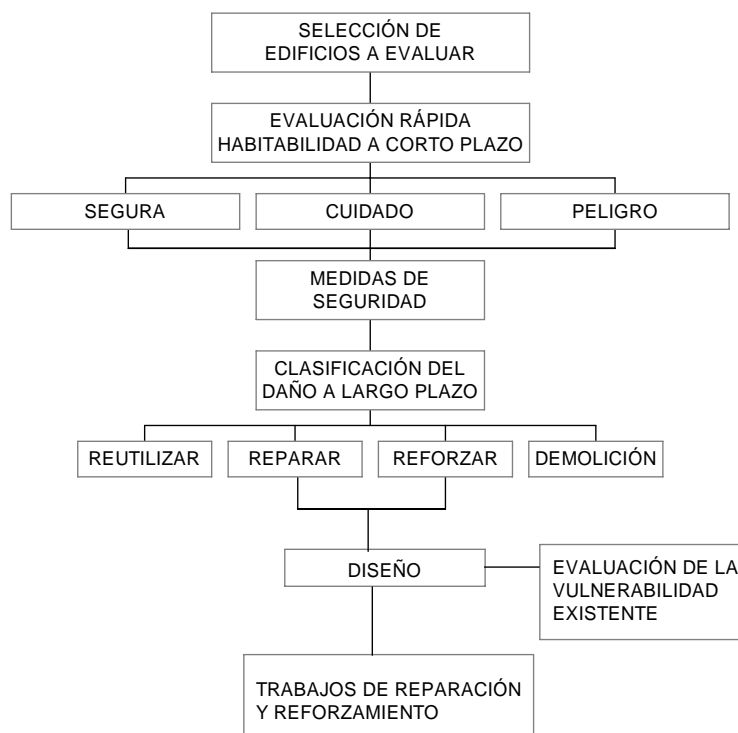 SELECCIÓN DE
EDIFICIOS A EVALUAR
EVALUACIÓN RÁPIDA
HABITABILIDAD A CORTO PLAZO
SEGURA
CUIDADO
PELIGRO
MEDIDAS DE
SEGURIDAD
CLASIFICACIÓN DEL
DAÑO A LARGO PLAZO
REUTILIZAR
REPARAR
REFORZAR
DEMOLICIÓN
DISEÑO
EVALUACIÓN DE LA
VULNERABILIDAD
EXISTENTE
TRABAJOS DE REPARACIÓN
Y REFORZAMIENTO